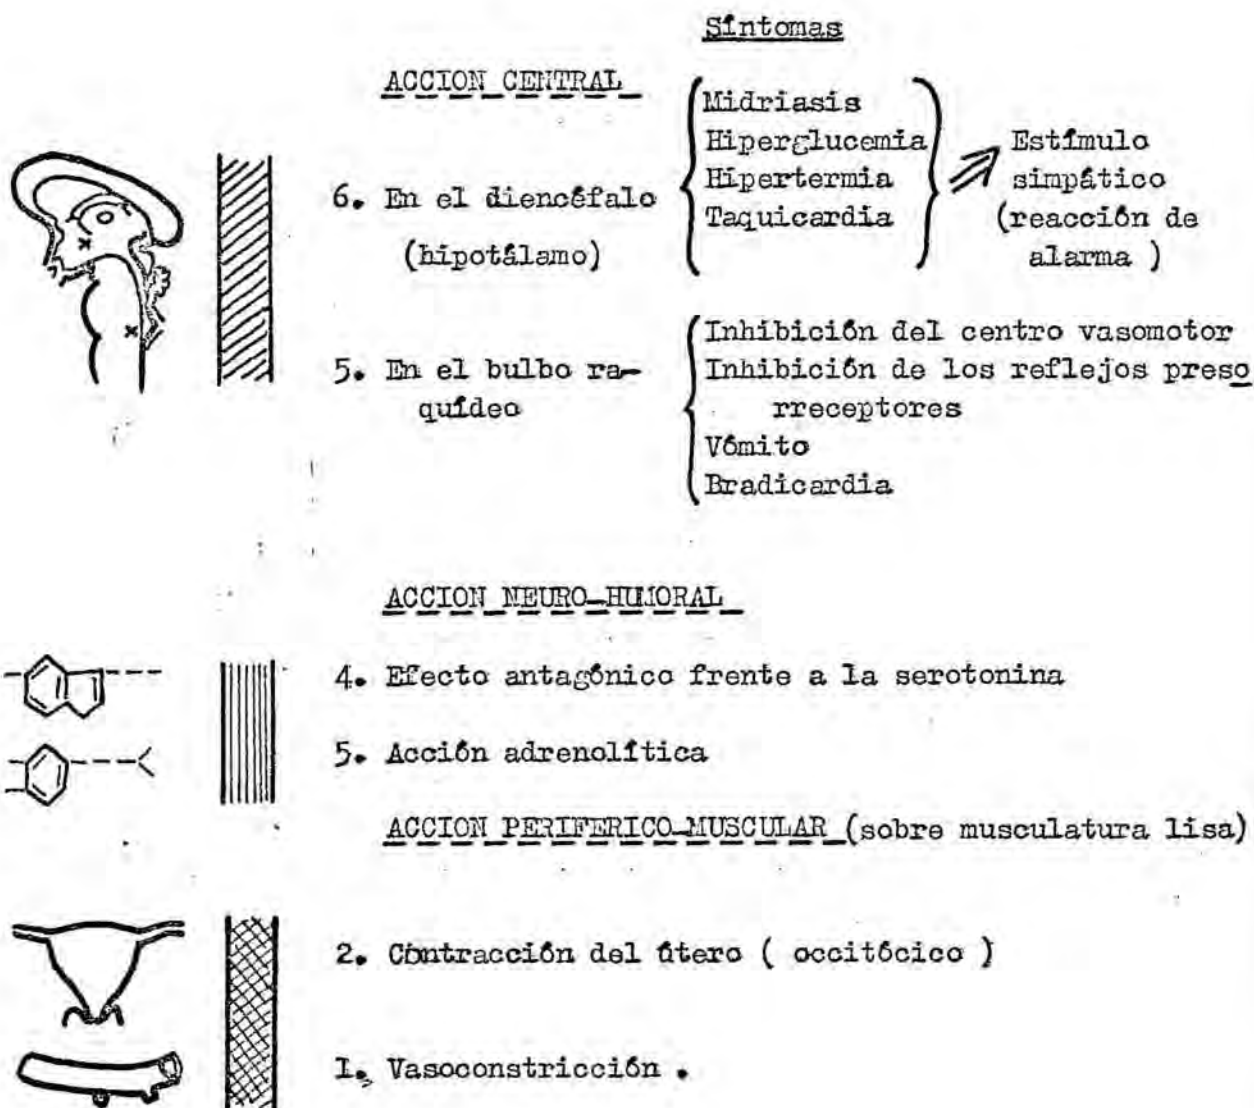 Síntomas
ACCION CENTRAL
Midriasis
Hiperglucemia
Hipertermia
Taquicardia
Estímulo
simpático
(reacción de
alarma )
6. En el diencéfalo
(hipotálamo)
5. En el bulbo ra-
quídeo
Inhibición del centro vasomotor
Inhibición de los reflejos preso
rreceptores
Vómito
Bradicardia
ACCION NEURO-HUMORAL
4. Efecto antagónico frente a la serotonina
5. Acción adrenolítica
ACCION PERIFERICO-MUSCULAR (sobre musculatura lisa)
2. Contracción del útero ( occitócico )
1. Vasoconstricción .